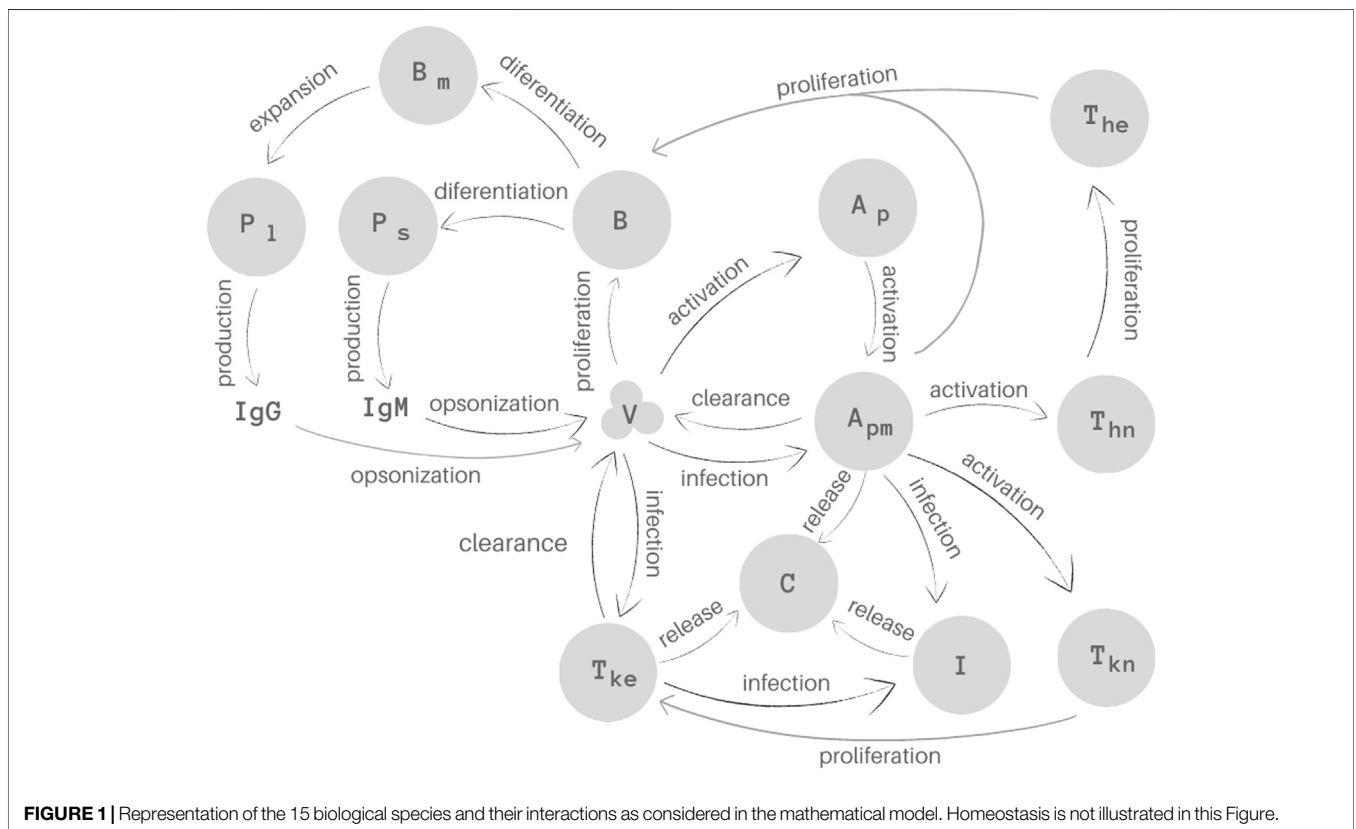 B m
diferentiation
expansion
proliferation
T he
P l
P s
diferentiation
B
A p
proliferation
production
production
proliferation
activation
activation
IgG
IgM
opsonization
V
clearance
A pm
activation
T hn
opsonization
infection
clearance
infection
release
infection
activation
C
release
release
T ke
infection
I
T kn
proliferation
FIGURE 1 | Representation of the 15 biological species and their interactions as considered in the mathematical model. Homeostasis is not illustrated in this Figure.